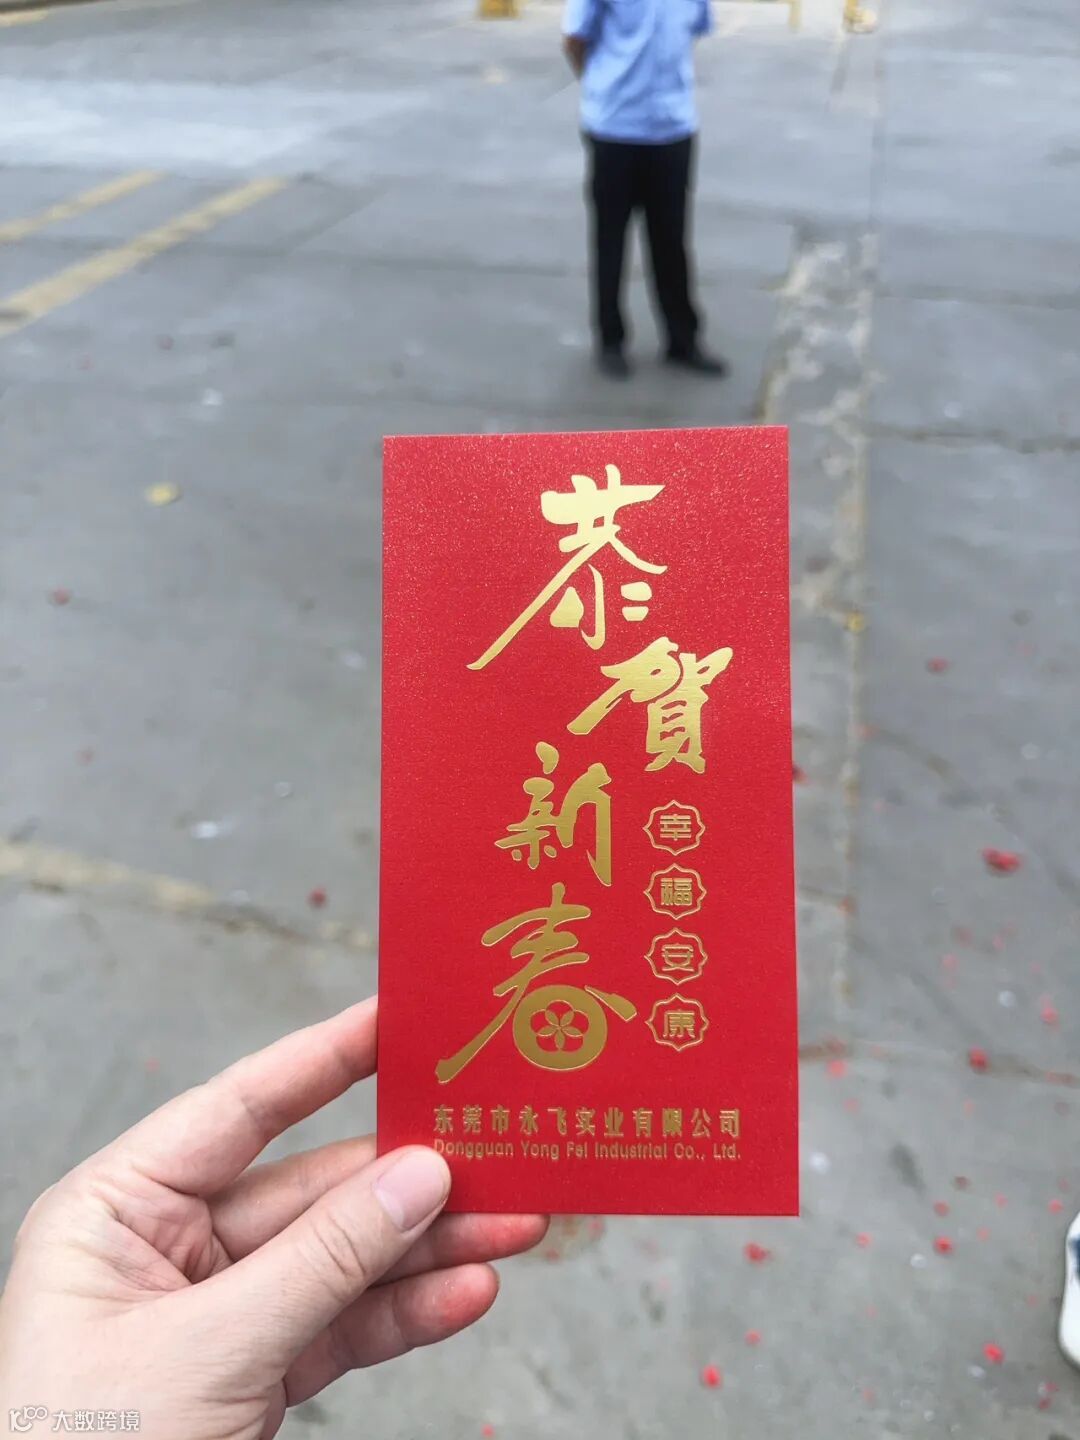 恭賀新春
幸福安康
东莞市永飞实业有限公司
Dongguan Yong Fei Industrial Co., Ltd.
大数跨境